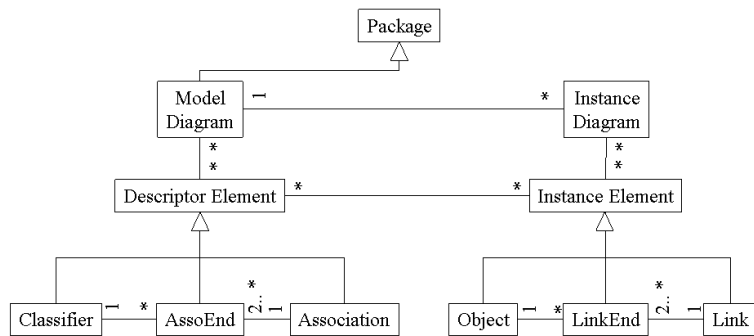 Package
Model
Diagram
1
*
Instance
Diagram
*
*
*
*
Descriptor Element
*
*
Instance Element
Classifier
1
*
AssoEnd
2..*
1
Association
Object
1
*
LinkEnd
2..*
1
Link